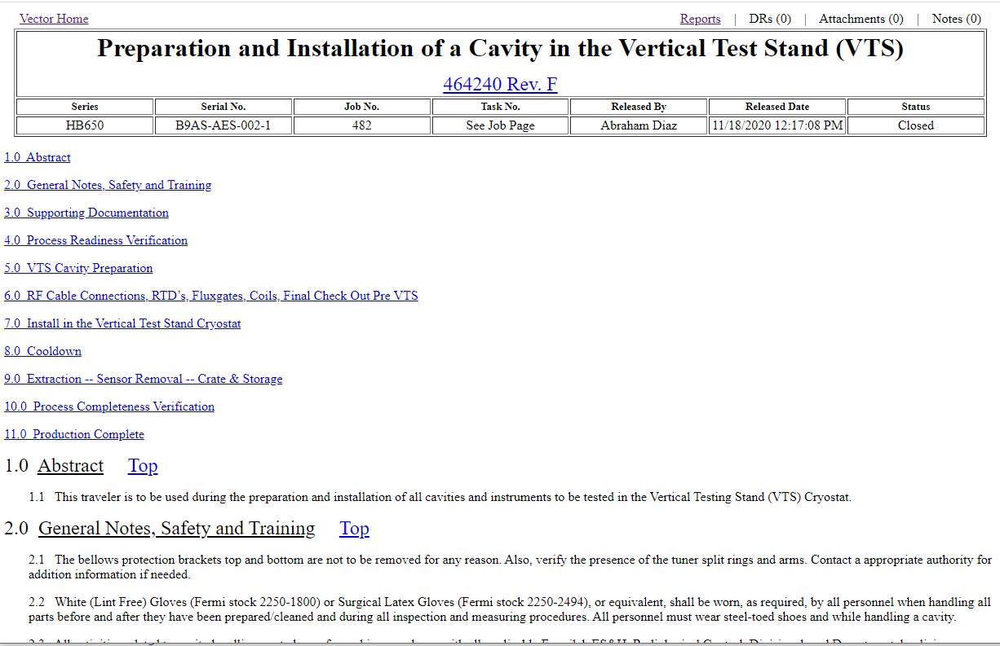 Vector Home
Reports | DRs (0) | Attachments (0) | Notes (0)
Preparation and Installation of a Cavity in the Vertical Test Stand (VTS)
464240 Rev. F
Series Serial No. Job No. Task No. Released By Released Date Status
HB650 B9AS-AES-002-1 482 See Job Page Abraham Diaz 11/18/2020 12:17:08 PM Closed
1.0 Abstract
2.0 General Notes, Safety and Training
3.0 Supporting Documentation
4.0 Process Readiness Verification
5.0 VTS Cavity Preparation
6.0 RF Cable Connections, RTD’s, Fluxgates, Coils, Final Check Out Pre VTS
7.0 Install in the Vertical Test Stand Cryostat
8.0 Cooldown
9.0 Extraction -- Sensor Removal -- Crate & Storage
10.0 Process Completeness Verification
11.0 Production Complete
1.0 Abstract Top
1.1 This traveler is to be used during the preparation and installation of all cavities and instruments to be tested in the Vertical Testing Stand (VTS) Cryostat.
2.0 General Notes, Safety and Training Top
2.1 The bellows protection brackets top and bottom are not to be removed for any reason. Also, verify the presence of the tuner split rings and arms. Contact a appropriate authority for
addition information if needed.
2.2 White (Lint Free) Gloves (Fermi stock 2250-1800) or Surgical Latex Gloves (Fermi stock 2250-2494), or equivalent, shall be worn, as required, by all personnel when handling all
parts before and after they have been prepared/cleaned and during all inspection and measuring procedures. All personnel must wear steel-toed shoes and while handling a cavity.